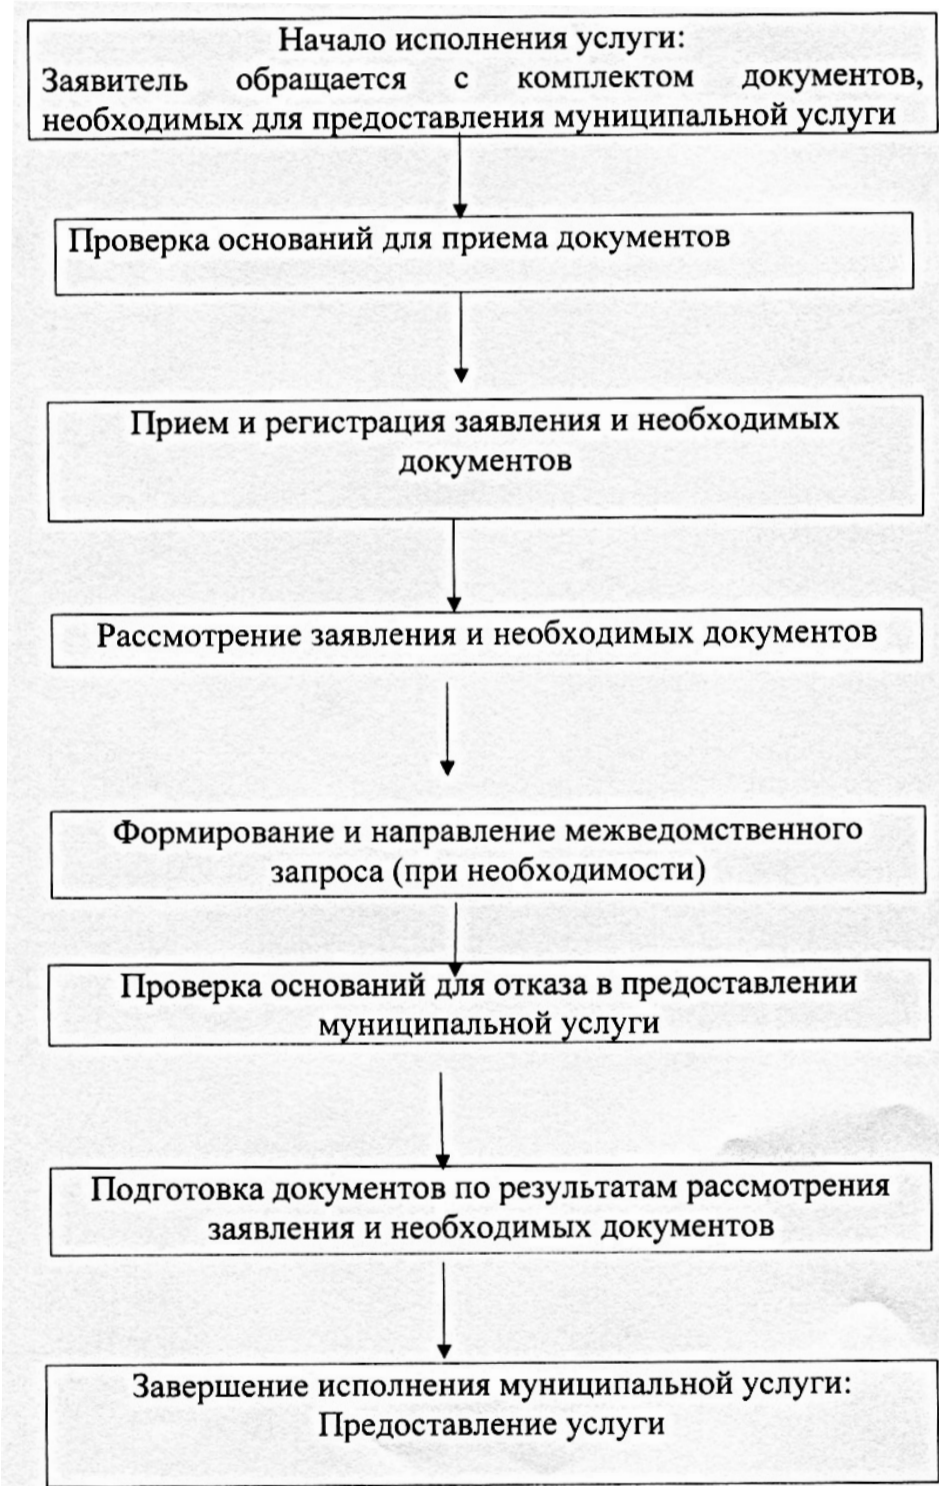 Начало исполнения услуги:
Заявитель обращается с комплектом документов,
необходимых для предоставления муниципальной услуги
Проверка оснований для приема документов
Прием и регистрация заявления и необходимых
документов
Рассмотрение заявления и необходимых документов
Формирование и направление межведомственного
запроса (при необходимости)
Проверка оснований для отказа в предоставлении
муниципальной услуги
Подготовка документов по результатам рассмотрения
заявления и необходимых документов
Завершение исполнения муниципальной услуги:
Предоставление услуги